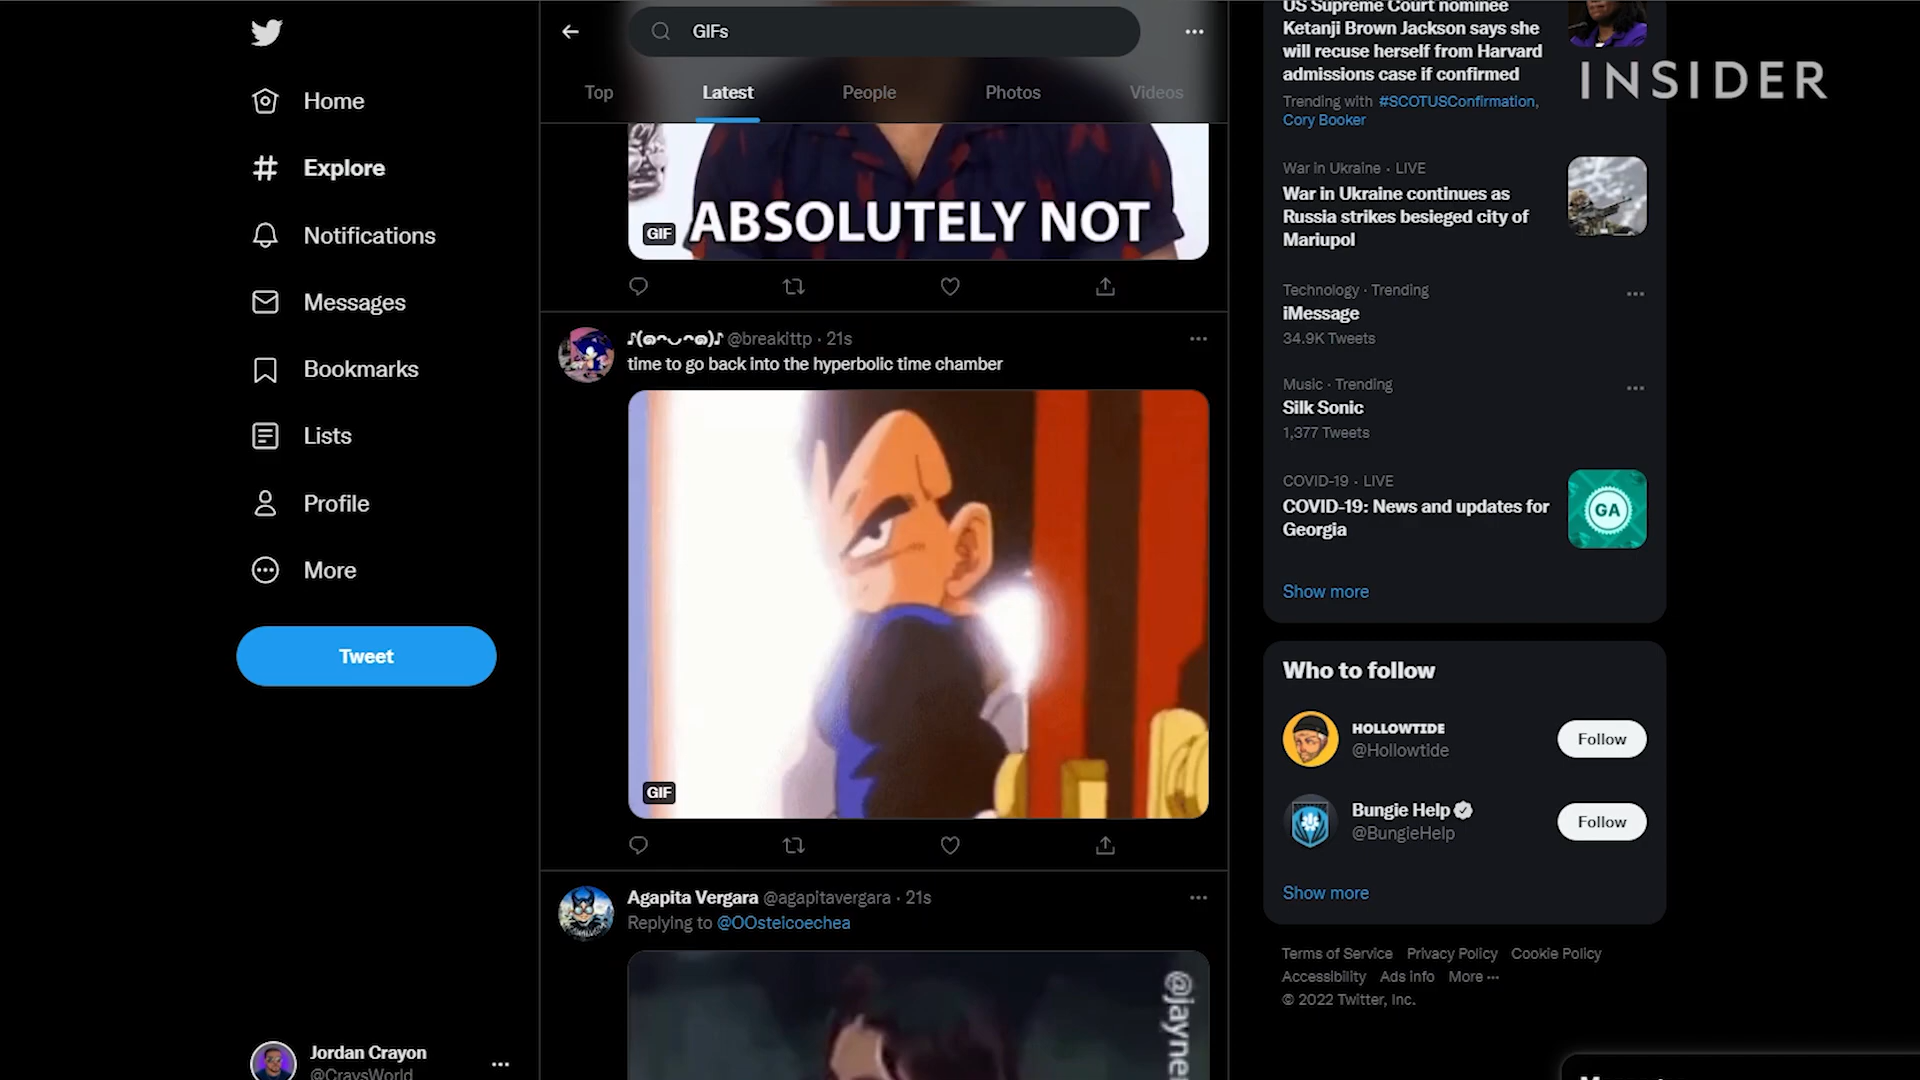 Home
Explore
Notifications
Messages
Bookmarks
Lists
Profile
More
Tweet
Jordan Crayon
@CraysWorld
GIFs
Top
Latest
People
Photos
Videos
ABSOLUTELY NOT
GIF
♪(๑ᴖ◡ᴖ๑)♪ @breakittp · 21s
time to go back into the hyperbolic time chamber
GIF
Agapita Vergara @agapitavergara · 21s
Replying to @OOsteicoechea
US Supreme Court nominee
Ketanji Brown Jackson says she
will recuse herself from Harvard
admissions case if confirmed
Trending with #SCOTUSConfirmation,
Cory Booker
INSIDER
War in Ukraine · LIVE
War in Ukraine continues as
Russia strikes besieged city of
Mariupol
Technology · Trending
iMessage
34.9K Tweets
Music · Trending
Silk Sonic
1,377 Tweets
COVID-19 · LIVE
COVID-19: News and updates for
Georgia
GA
Show more
Who to follow
HOLLOWTIDE
@Hollowtide
Follow
Bungie Help
@BungieHelp
Follow
Show more
Terms of Service Privacy Policy Cookie Policy
Accessibility Ads info More ···
© 2022 Twitter, Inc.